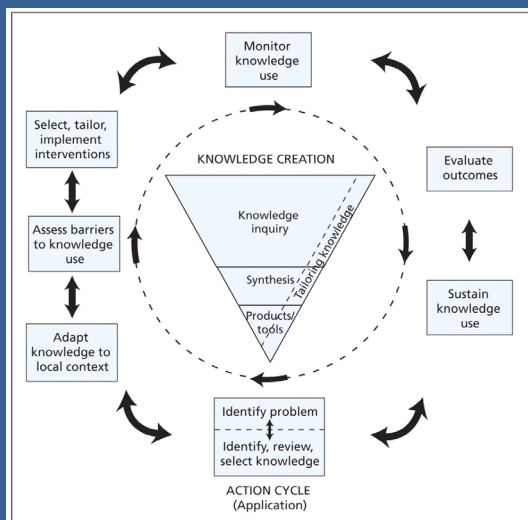 Monitor
knowledge
use
Select, tailor,
implement
interventions
KNOWLEDGE CREATION
Evaluate
outcomes
Knowledge
inquiry
Tailoring knowledge
Assess barriers
to knowledge
use
Synthesis
Products/
tools
Sustain
knowledge
use
Adapt
knowledge to
local context
Identify problem
Identify, review,
select knowledge
ACTION CYCLE
(Application)